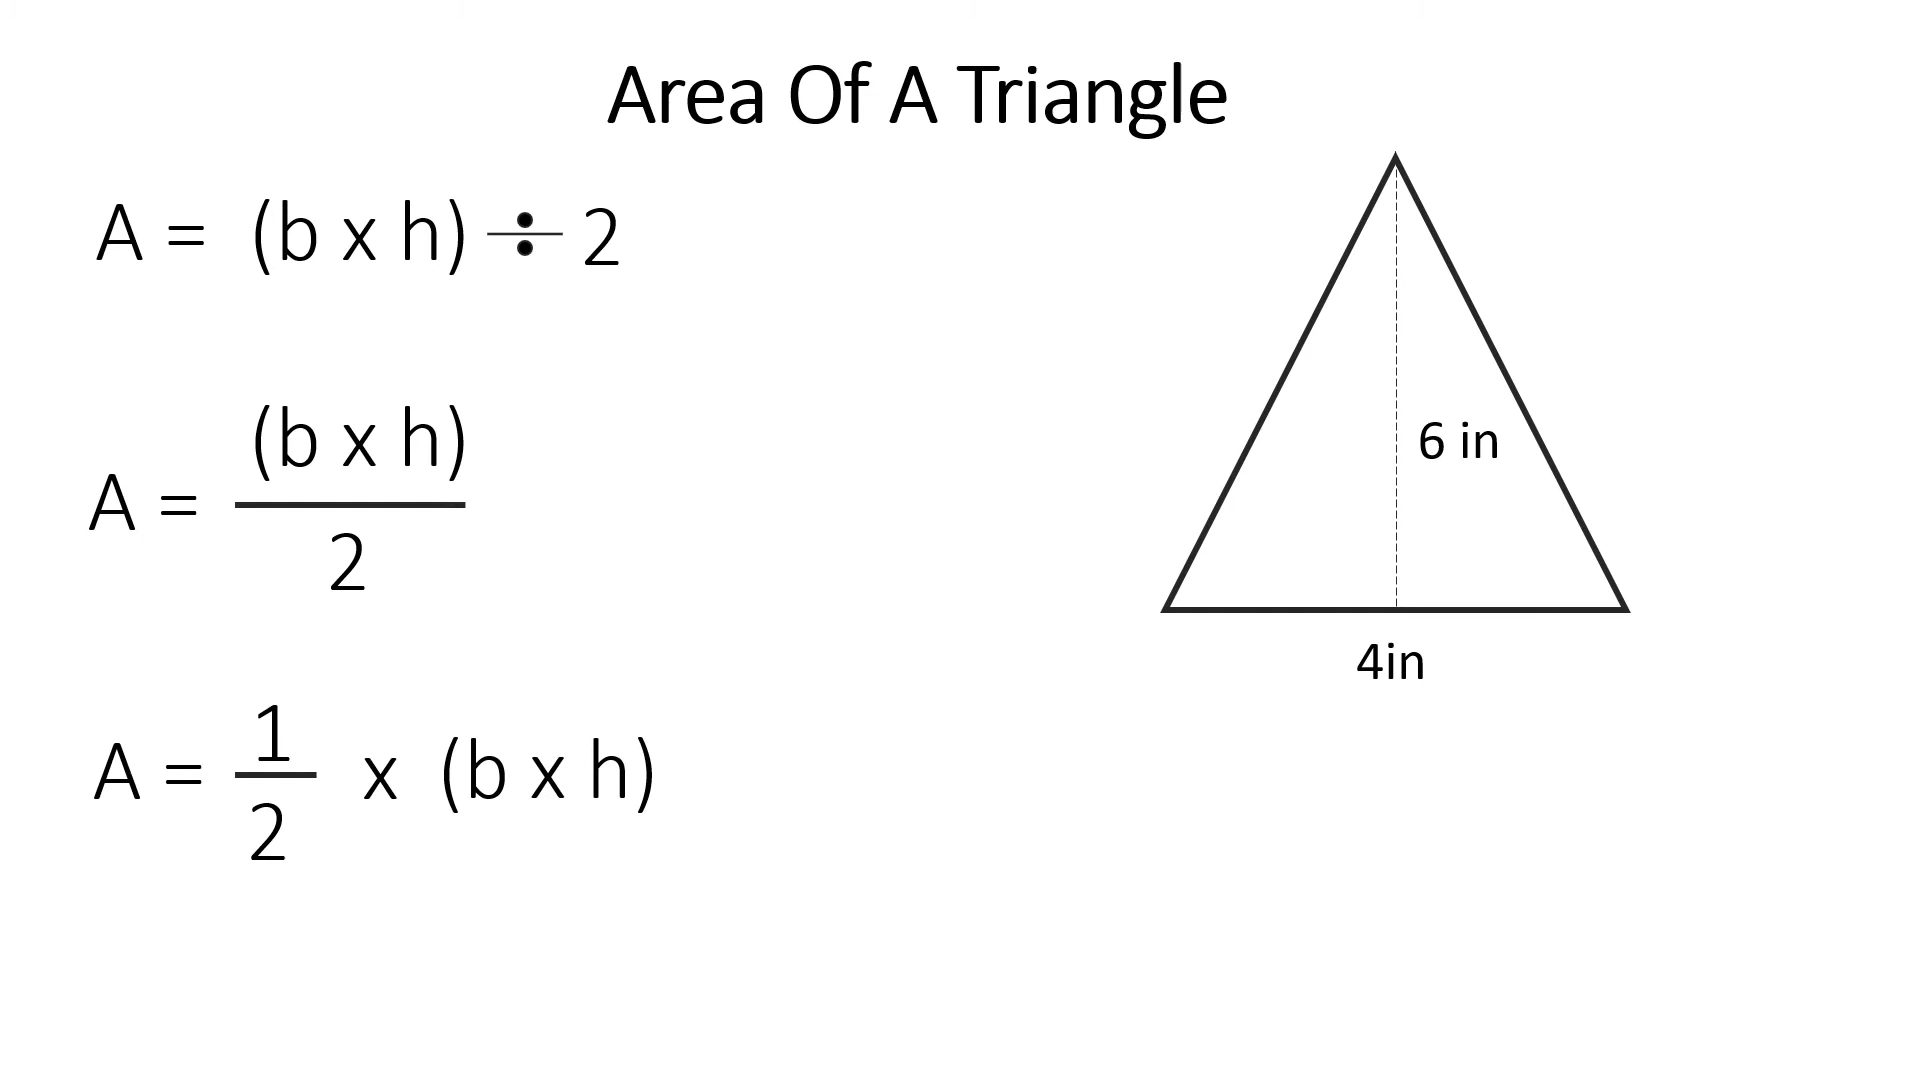 Area Of A Triangle
A = (b x h) ÷ 2
(b x h)
A =
2
1
A = x (b x h)
2
6 in
4in